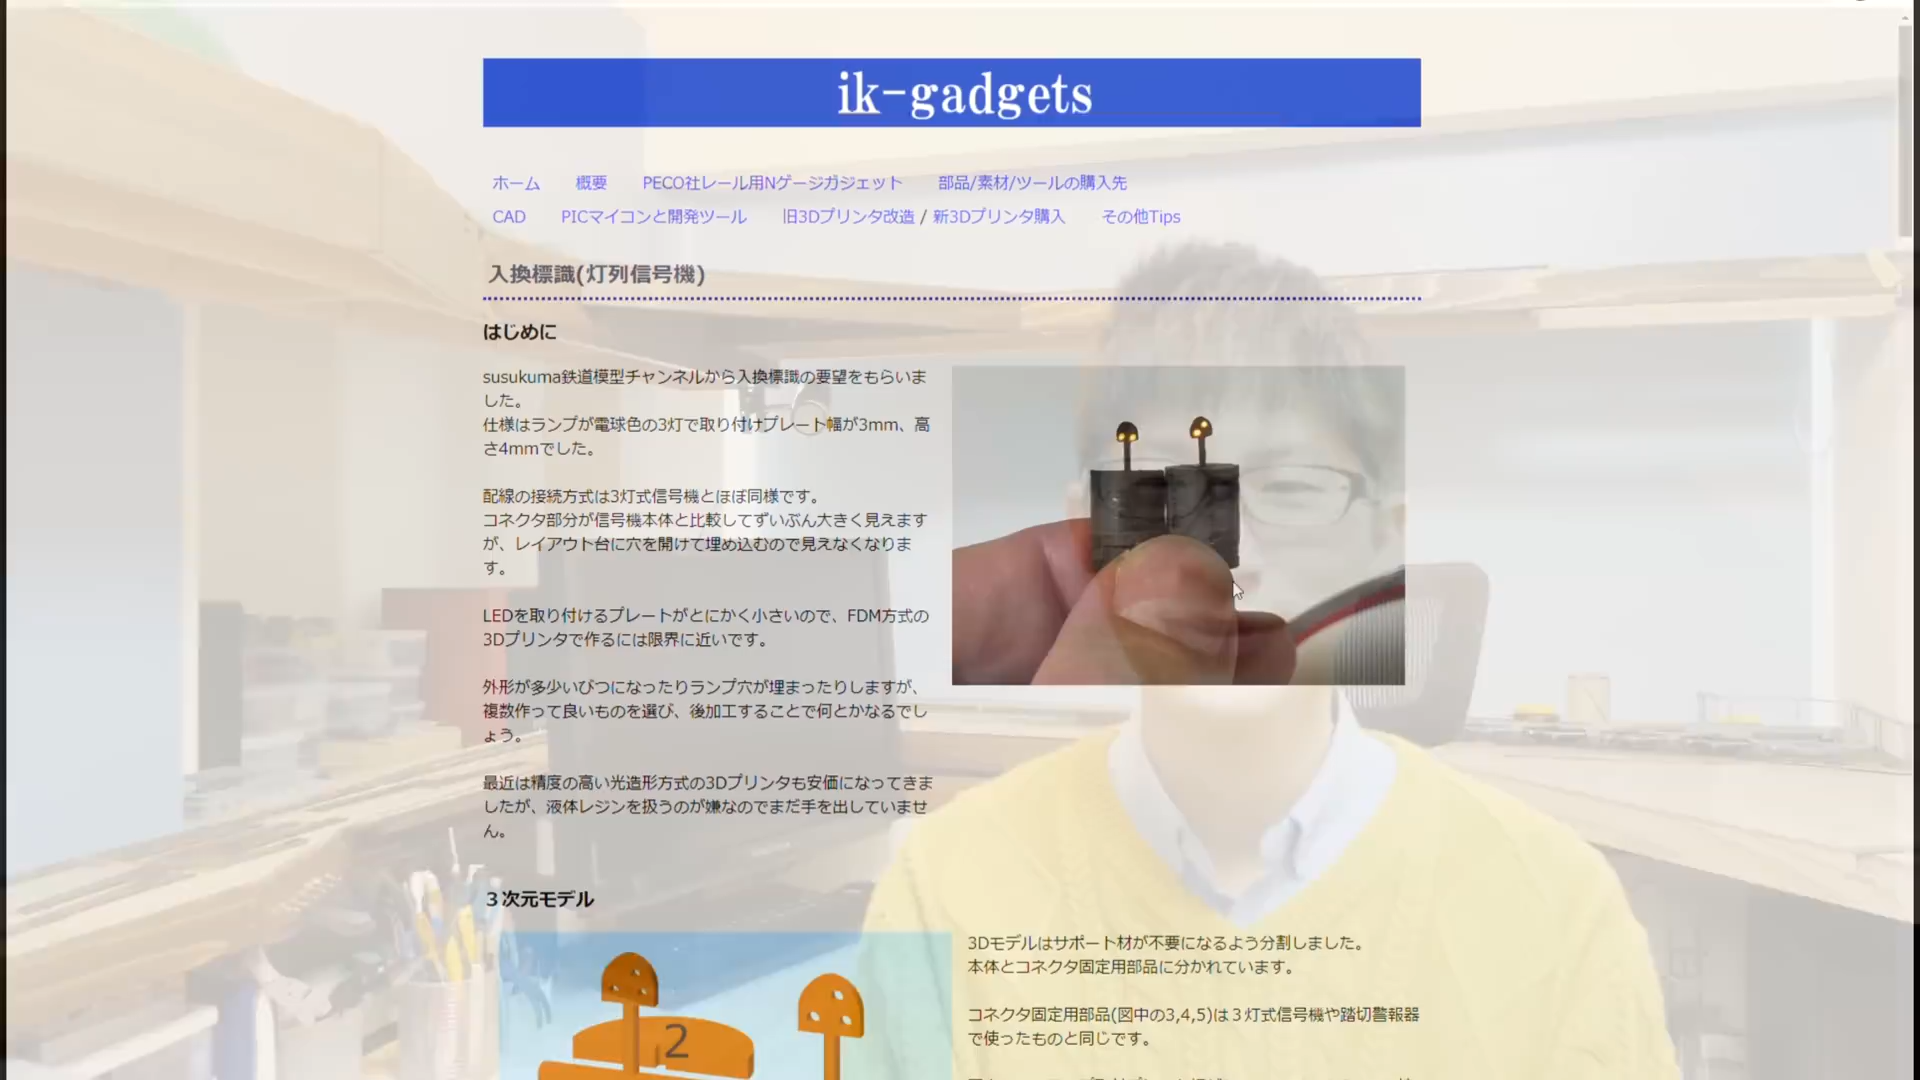 ik-gadgets
ホーム 概要 PECO社レール用Nゲージガジェット 部品/素材/ツールの購入先
CAD PICマイコンと開発ツール 旧3Dプリンタ改造 / 新3Dプリンタ購入 その他Tips
入換標識(灯列信号機)
はじめに
susukuma鉄道模型チャンネルから入換標識の要望をもらいま
した。
仕様はランプが電球色の3灯で取り付けプレート幅が3mm、高
さ4mmでした。
配線の接続方式は3灯式信号機とほぼ同様です。
コネクタ部分が信号機本体と比較してずいぶん大きく見えます
が、レイアウト台に穴を開けて埋め込むので見えなくなりま
す。
LEDを取り付けるプレートがとにかく小さいので、FDM方式の
3Dプリンタで作るには限界に近いです。
外形が多少いびつになったりランプ穴が埋まったりしますが、
複数作って良いものを選び、後加工することで何とかなるでし
ょう。
最近は精度の高い光造形方式の3Dプリンタも安価になってきま
したが、液体レジンを扱うのが嫌なのでまだ手を出していませ
ん。
３次元モデル
3Dモデルはサポート材が不要になるよう分割しました。
本体とコネクタ固定用部品に分かれています。
コネクタ固定用部品(図中の3,4,5)は３灯式信号機や踏切警報器
で使ったものと同じです。
2